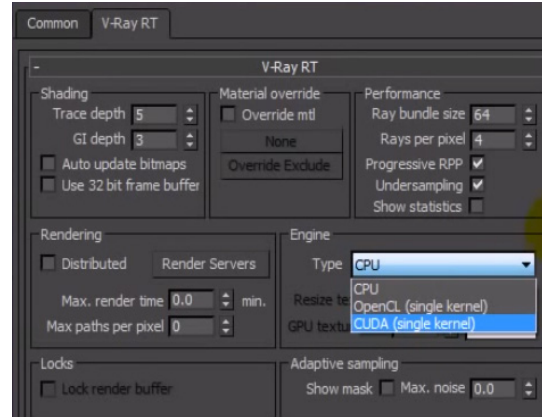 Common V-Ray RT
- V-Ray RT
Shading
Trace depth 5
GI depth 3
Auto update bitmaps
Use 32 bit frame buffer
Material override
Override mtl
None
Override Exclude
Performance
Ray bundle size 64
Rays per pixel 4
Progressive RPP
Undersampling
Show statistics
Rendering
Distributed Render Servers
Max. render time 0.0 min.
Max paths per pixel 0
Engine
Type CPU
CPU
OpenCL (single kernel)
CUDA (single kernel)
Resize te
GPU textu
Locks
Lock render buffer
Adaptive sampling
Show mask Max. noise 0.0